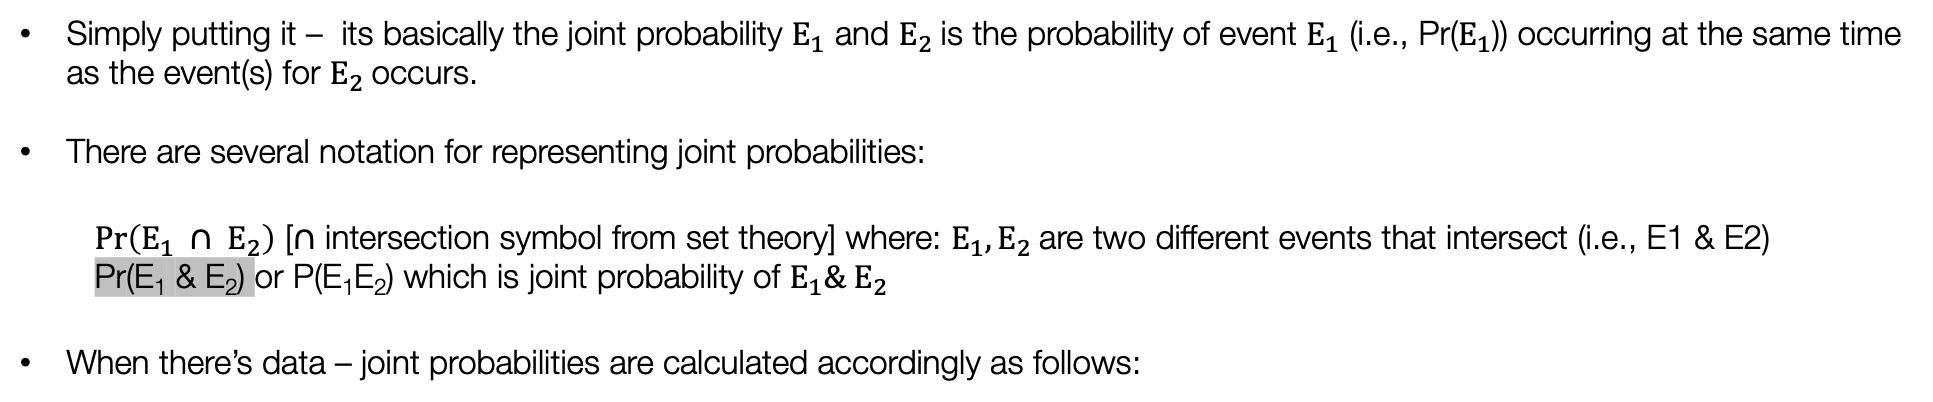 • Simply putting it – its basically the joint probability E₁ and E₂ is the probability of event E₁ (i.e., Pr(E₁)) occurring at the same time
as the event(s) for E₂ occurs.
• There are several notation for representing joint probabilities:
Pr(E₁ ∩ E₂) [∩ intersection symbol from set theory] where: E₁, E₂ are two different events that intersect (i.e., E1 & E2)
Pr(E₁ & E₂) or P(E₁E₂) which is joint probability of E₁& E₂
• When there’s data – joint probabilities are calculated accordingly as follows: